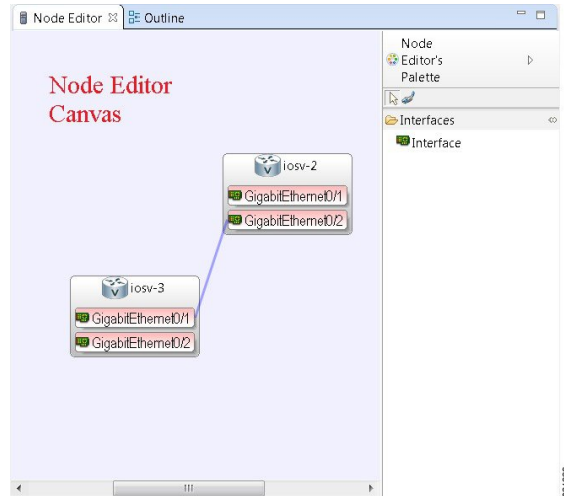 Node Editor
Outline
Node Editor Canvas
Node Editor's Palette
Interfaces
Interface
iosv-2
GigabitEthernet0/1
GigabitEthernet0/2
iosv-3
GigabitEthernet0/1
GigabitEthernet0/2